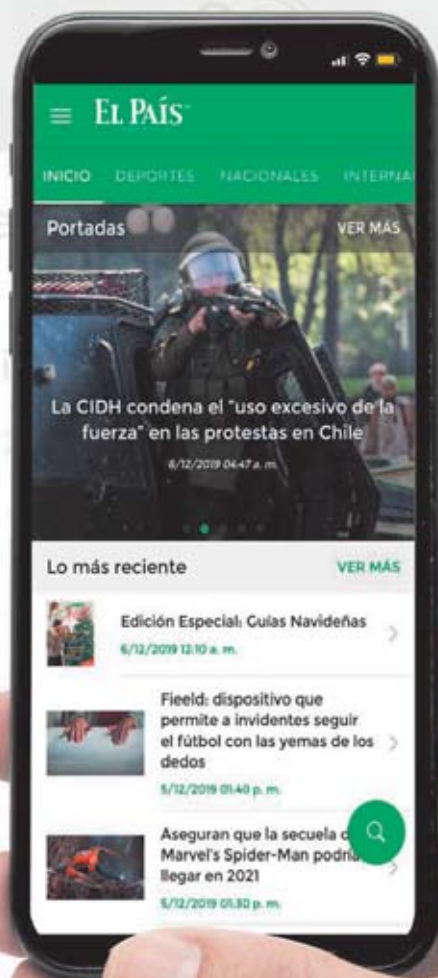 EL PAÍS
INICIO DEPORTES NACIONALES INTERNA
Portadas VER MÁS
La CIDH condena el "uso excesivo de la
fuerza" en las protestas en Chile
6/12/2019 04:47 a. m.
Lo más reciente VER MÁS
Edición Especial: Guías Navideñas
6/12/2019 12:10 a. m.
Fieeld: dispositivo que
permite a invidentes seguir
el fútbol con las yemas de los
dedos
5/12/2019 01:40 p. m.
Aseguran que la secuela d
Marvel's Spider-Man podría
llegar en 2021
5/12/2019 01:30 p. m.